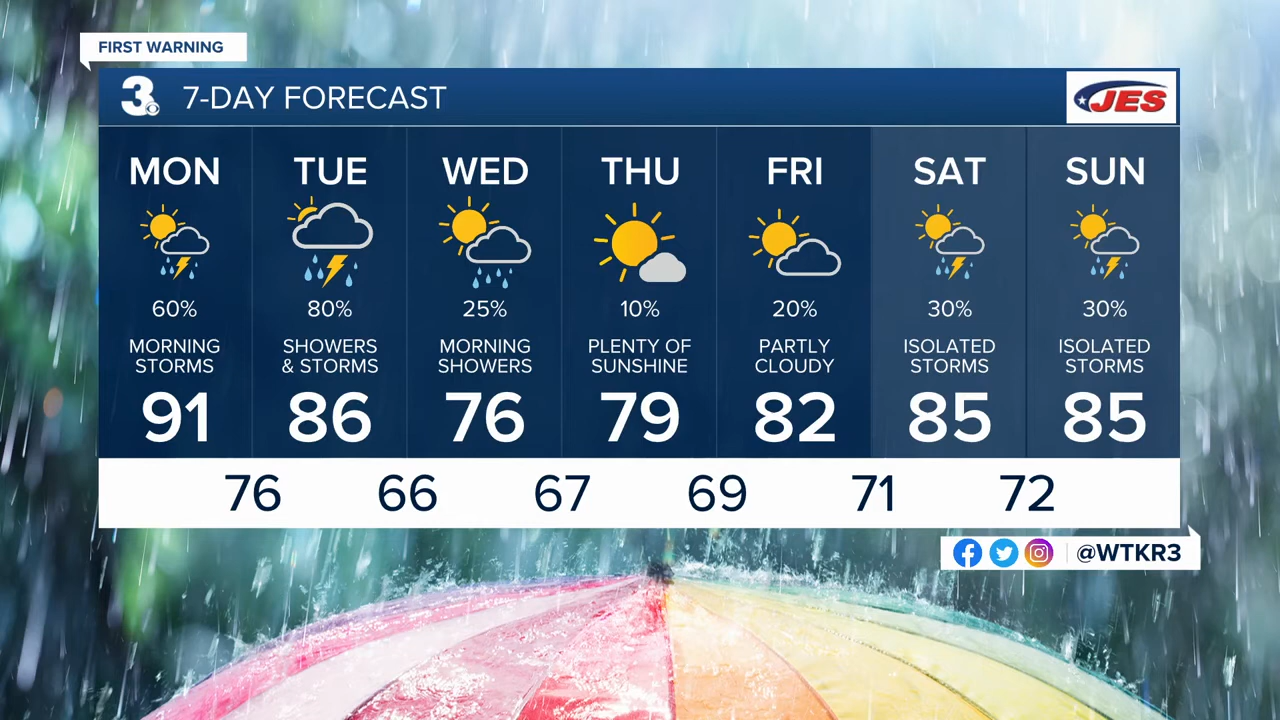 FIRST WARNING
3 7-DAY FORECAST
JES
MON TUE WED THU FRI SAT SUN
60% 80% 25% 10% 20% 30% 30%
MORNING SHOWERS MORNING PLENTY OF PARTLY ISOLATED ISOLATED
STORMS & STORMS SHOWERS SUNSHINE CLOUDY STORMS STORMS
91 86 76 79 82 85 85
76 66 67 69 71 72
@WTKR3